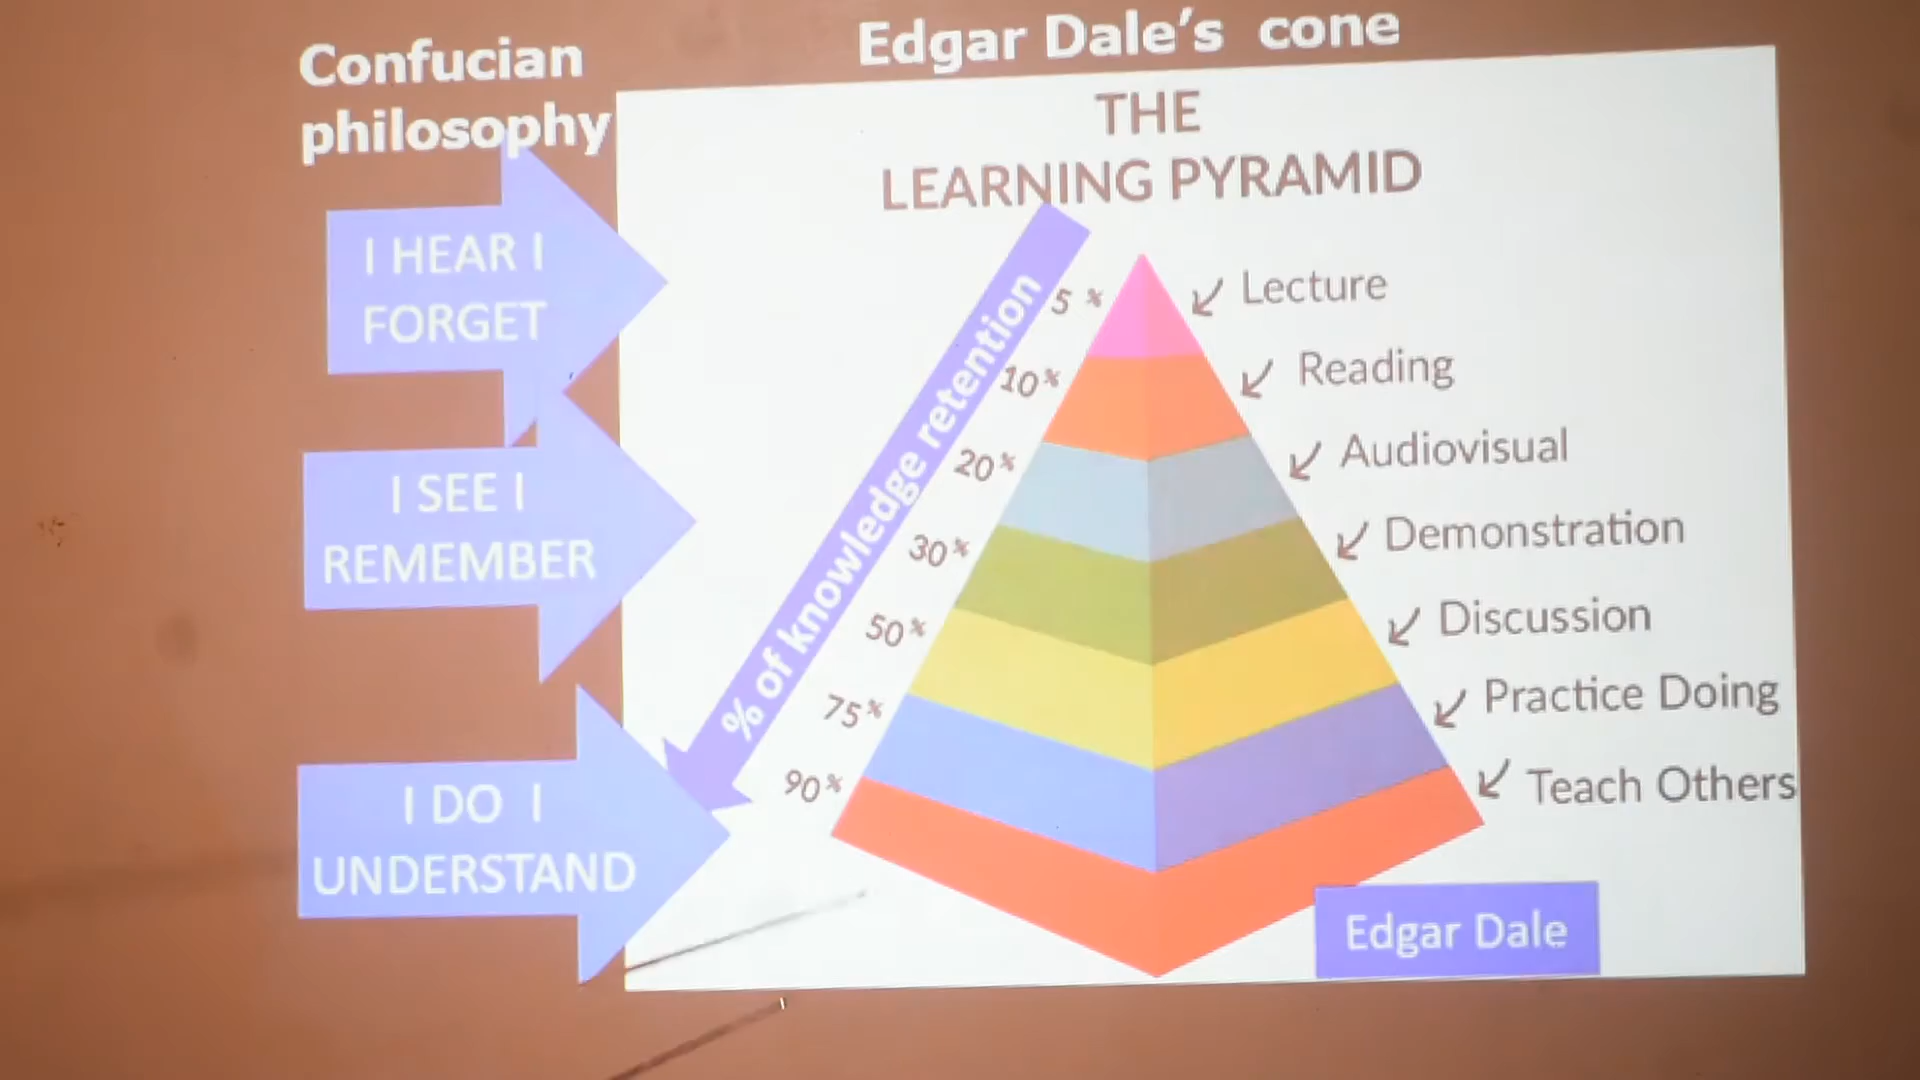 Confucian
philosophy
Edgar Dale's cone
I HEAR I
FORGET
I SEE I
REMEMBER
I DO I
UNDERSTAND
THE
LEARNING PYRAMID
% of knowledge retention
5 %
Lecture
10 %
Reading
20 %
Audiovisual
30 %
Demonstration
50 %
Discussion
75 %
Practice Doing
90 %
Teach Others
Edgar Dale